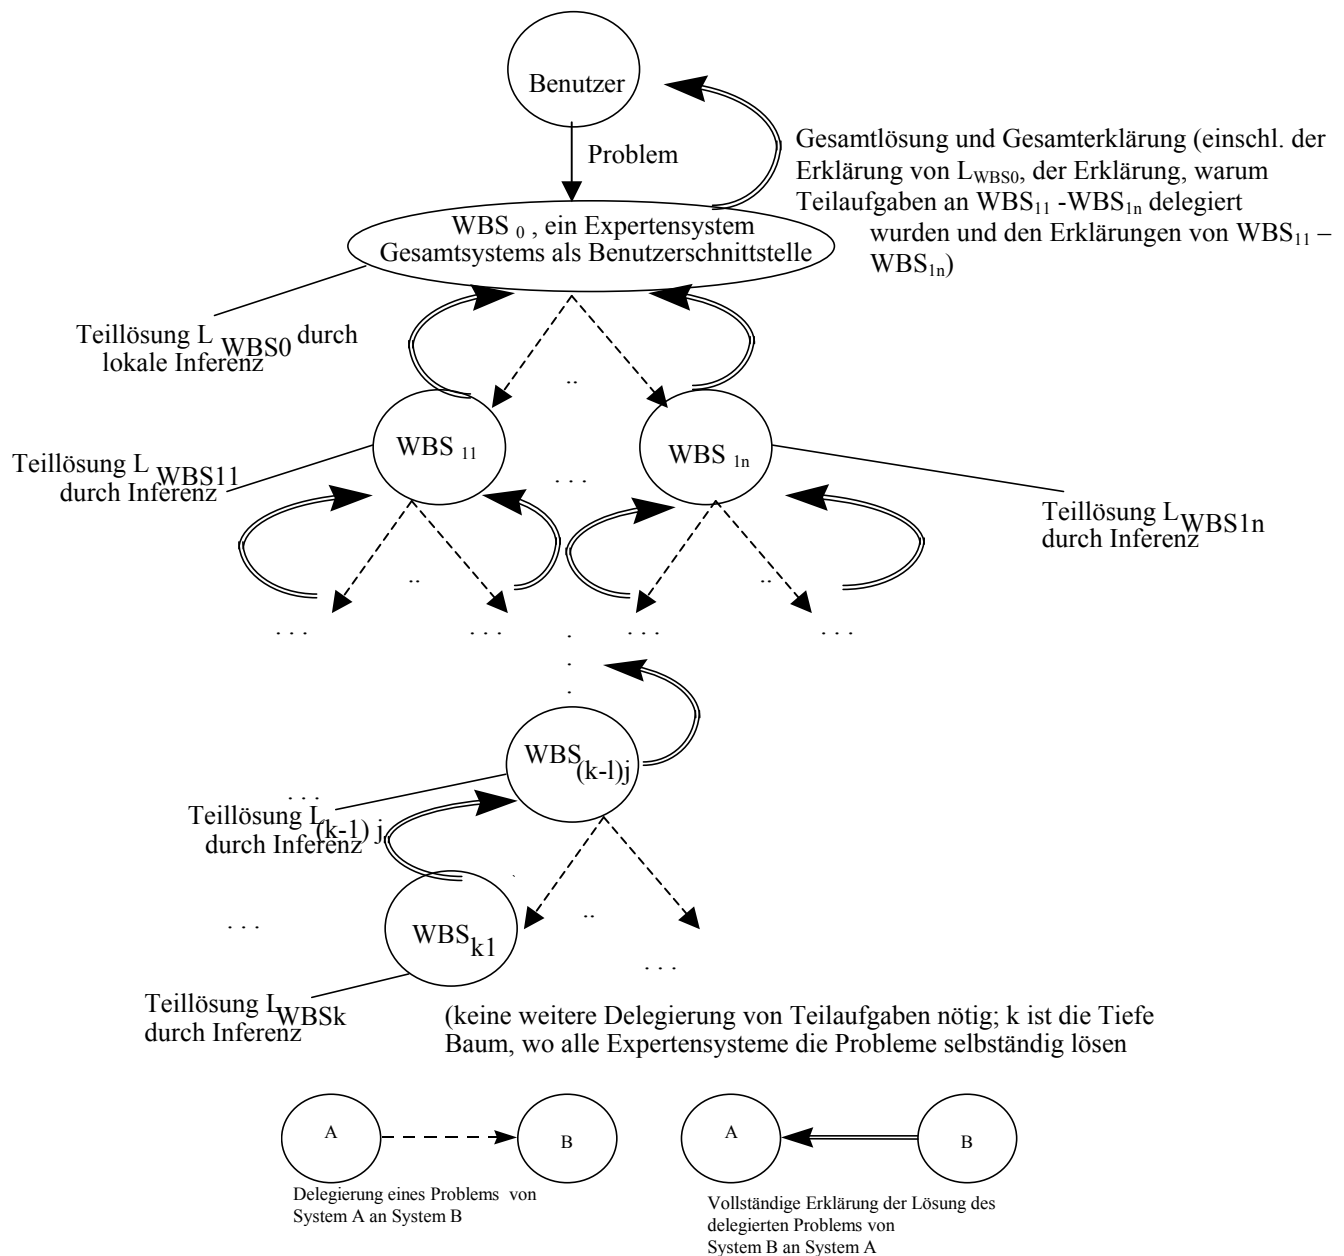 Benutzer
Problem
Gesamtlösung und Gesamterklärung (einschl. der
Erklärung von L WBS0, der Erklärung, warum
Teilaufgaben an WBS11 -WBS1n delegiert
wurden und den Erklärungen von WBS11 –
WBS1n)
WBS 0 , ein Expertensystem
Gesamtsystems als Benutzerschnittstelle
Teillösung L WBS0 durch
lokale Inferenz
..
WBS 11
WBS 1n
Teillösung L WBS11
durch Inferenz
. . .
Teillösung L WBS1n
durch Inferenz
..
..
. . .
. . .
.
. . .
. . .
.
.
WBS (k-l)j
. . .
Teillösung L (k-1) j,
durch Inferenz
..
. . .
WBS k1
. . .
Teillösung L WBSk
durch Inferenz
(keine weitere Delegierung von Teilaufgaben nötig; k ist die Tiefe
Baum, wo alle Expertensysteme die Probleme selbständig lösen
A
B
A
B
Delegierung eines Problems von
System A an System B
Vollständige Erklärung der Lösung des
delegierten Problems von
System B an System A